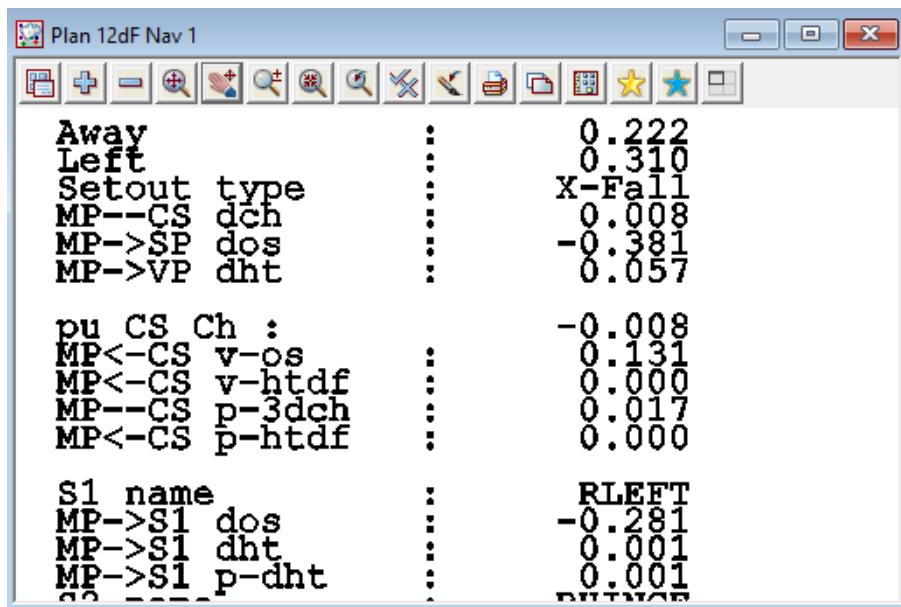 Plan 12dF Nav 1
Away : 0.222
Left : 0.310
Setout type : X-Fall
MP--CS dch : 0.008
MP->SP dos : -0.381
MP->VP dht : 0.057
pu CS Ch : -0.008
MP<-CS v-os : 0.131
MP<-CS v-htdf : 0.000
MP--CS p-3dch : 0.017
MP<-CS p-htdf : 0.000
S1 name : RLEFT
MP->S1 dos : -0.281
MP->S1 dht : 0.001
MP->S1 p-dht : 0.001